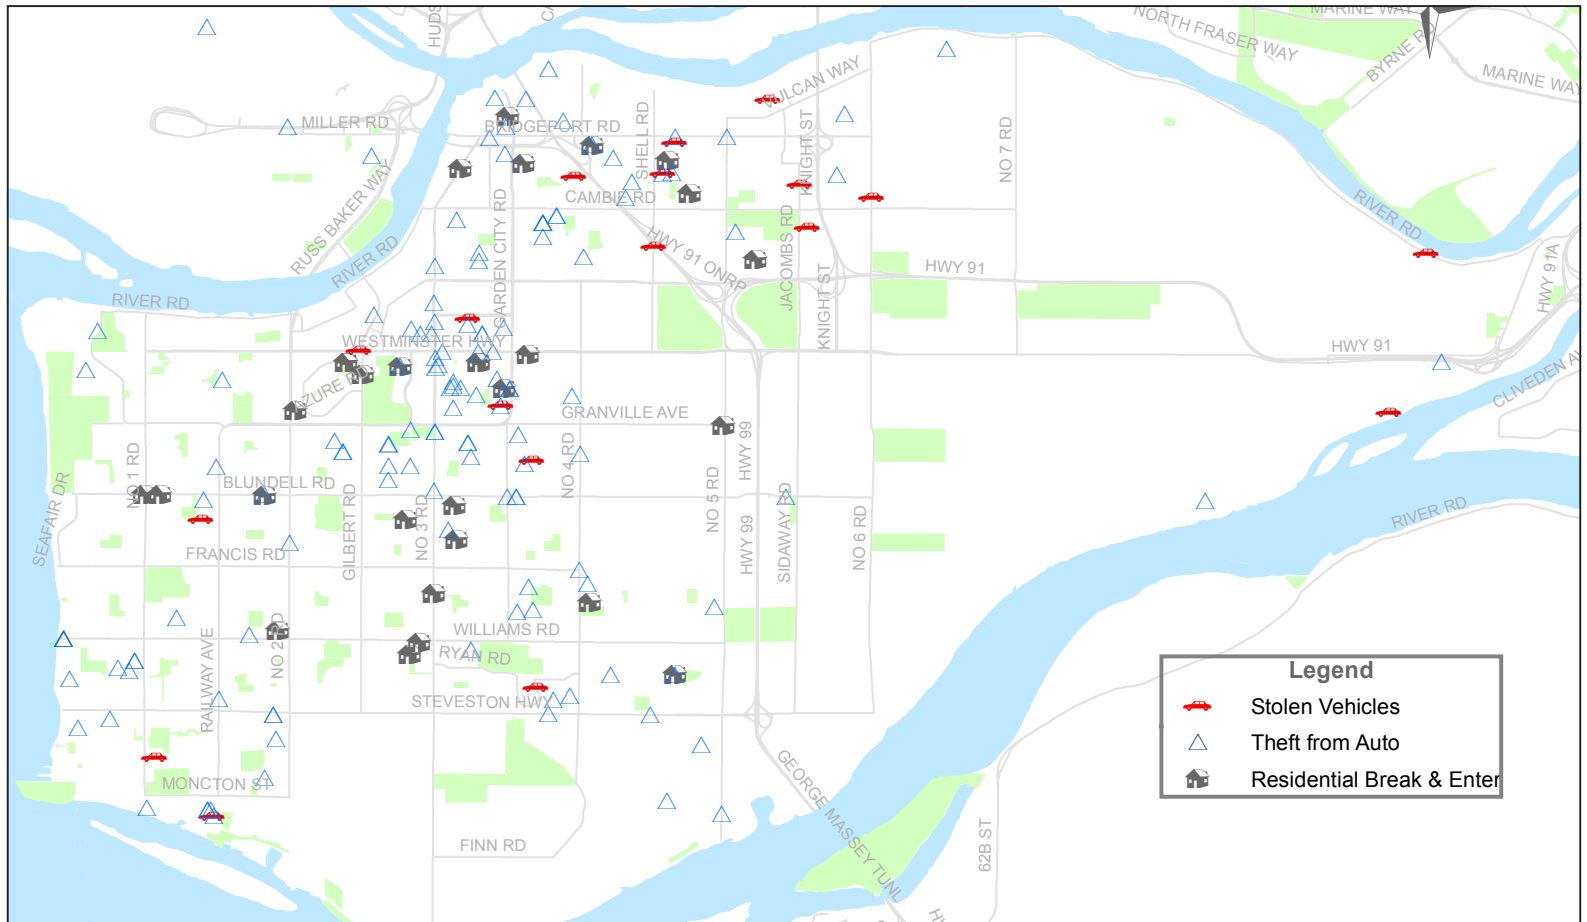 MARINE WAY
NORTH FRASER WAY
BYRNE RD
MARINE WAY
VULCAN WAY
MILLER RD
BRIDGEPORT RD
SHELL RD
KNIGHT ST
NO 7 RD
RUSS BAKER WAY
CAMBIE RD
GARDEN CITY RD
RIVER RD
RIVER RD
HWY 91 ONRP
JACOMBS RD
HWY 91
HWY 91A
KNIGHT ST
RIVER RD
WESTMINSTER HWY
HWY 91
CLIVEDEN AV
GRANVILLE AVE
NO 1 RD
NO 4 RD
HWY 99
BLUNDELL RD
SEAFAIR DR
GILBERT RD
NO 3 RD
NO 5 RD
SIDAWAY RD
NO 6 RD
RIVER RD
FRANCIS RD
HWY 99
WILLIAMS RD
NO 2 RD
RAILWAY AVE
RYAN RD
STEVESTON HWY
MONCTON ST
GEORGE MASSEY TUNL
FINN RD
62B ST
Legend
Stolen Vehicles
Theft from Auto
Residential Break & Enter